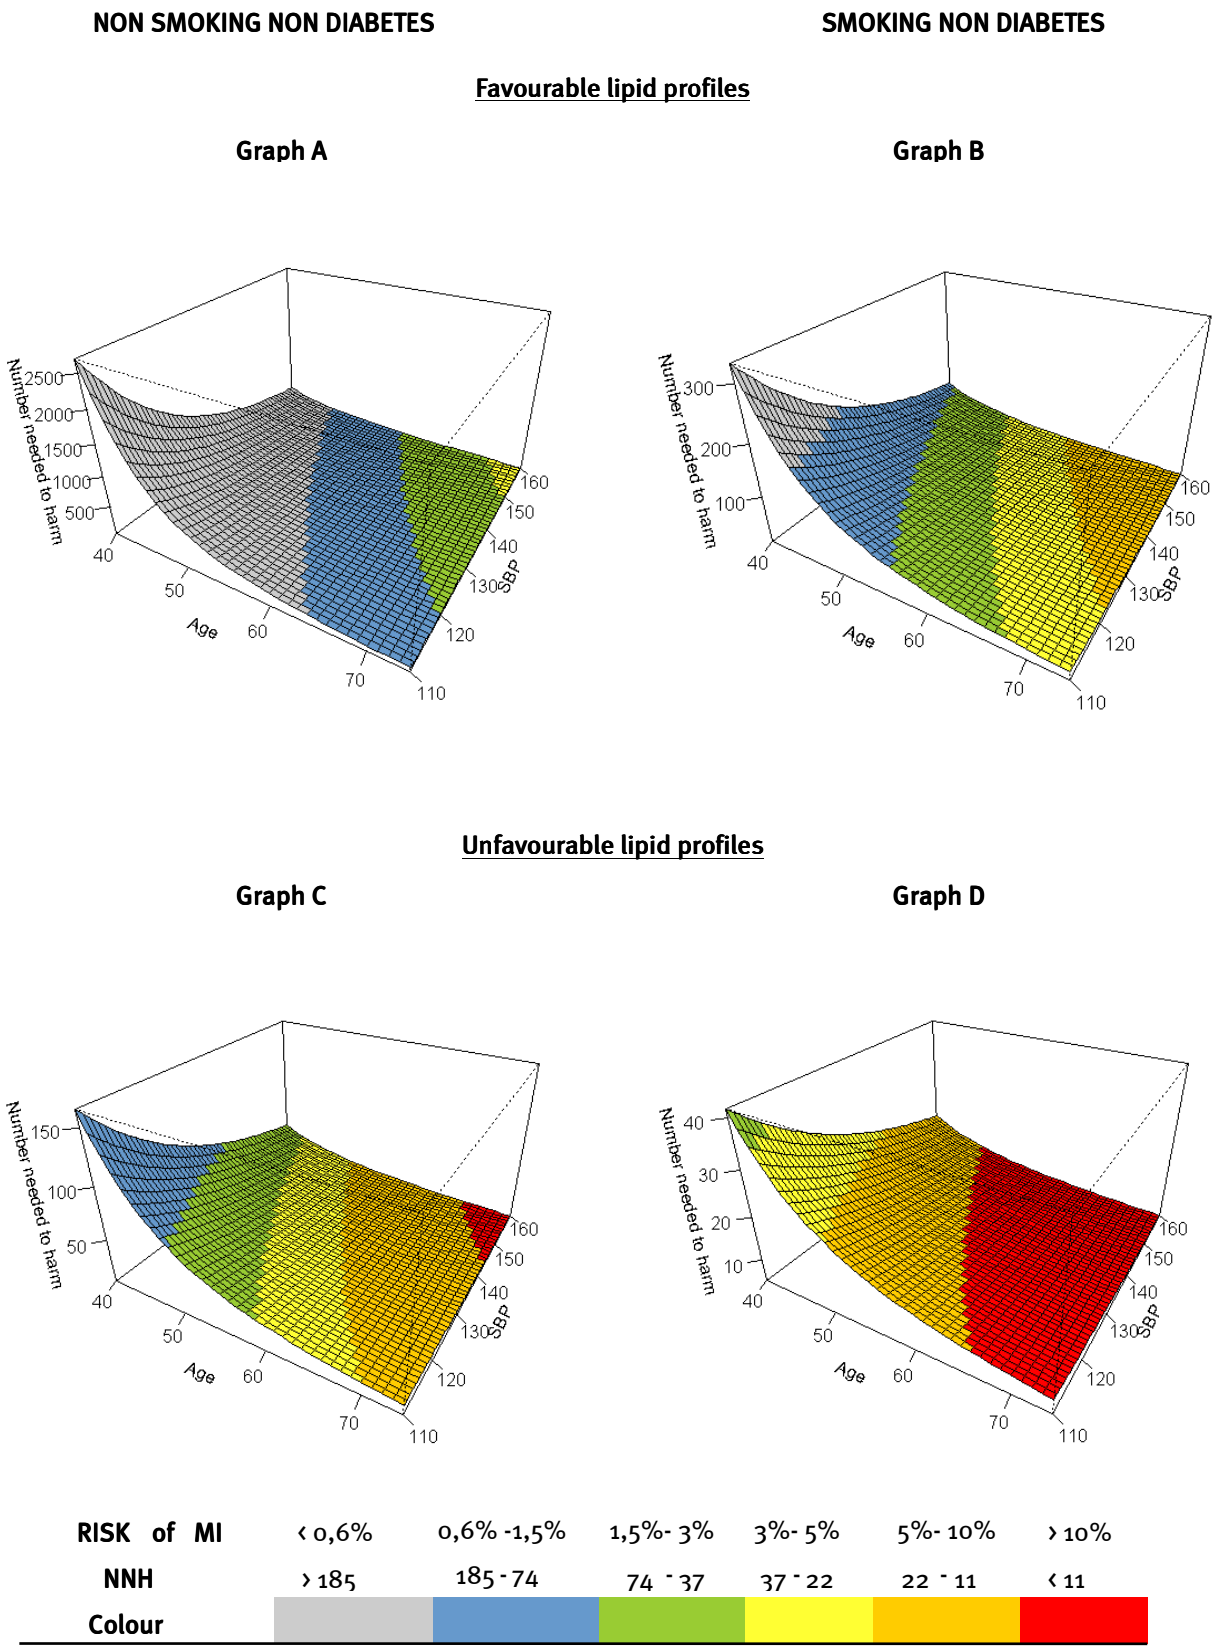 NON SMOKING NON DIABETES SMOKING NON DIABETES
Favourable lipid profiles
Graph A Graph B
Number needed to harm
2500
2000
1500
1000
500
40
50
60
70
Age
110
120
130
140
150
160
SBP
Number needed to harm
300
200
100
40
50
60
70
Age
110
120
130
140
150
160
SBP
Unfavourable lipid profiles
Graph C Graph D
Number needed to harm
150
100
50
40
50
60
70
Age
110
120
130
140
150
160
SBP
Number needed to harm
40
30
20
10
40
50
60
70
Age
110
120
130
140
150
160
SBP
RISK of MI < 0,6% 0,6% -1,5% 1,5%- 3% 3%- 5% 5%- 10% > 10%
NNH > 185 185 - 74 74 - 37 37 - 22 22 - 11 < 11
Colour